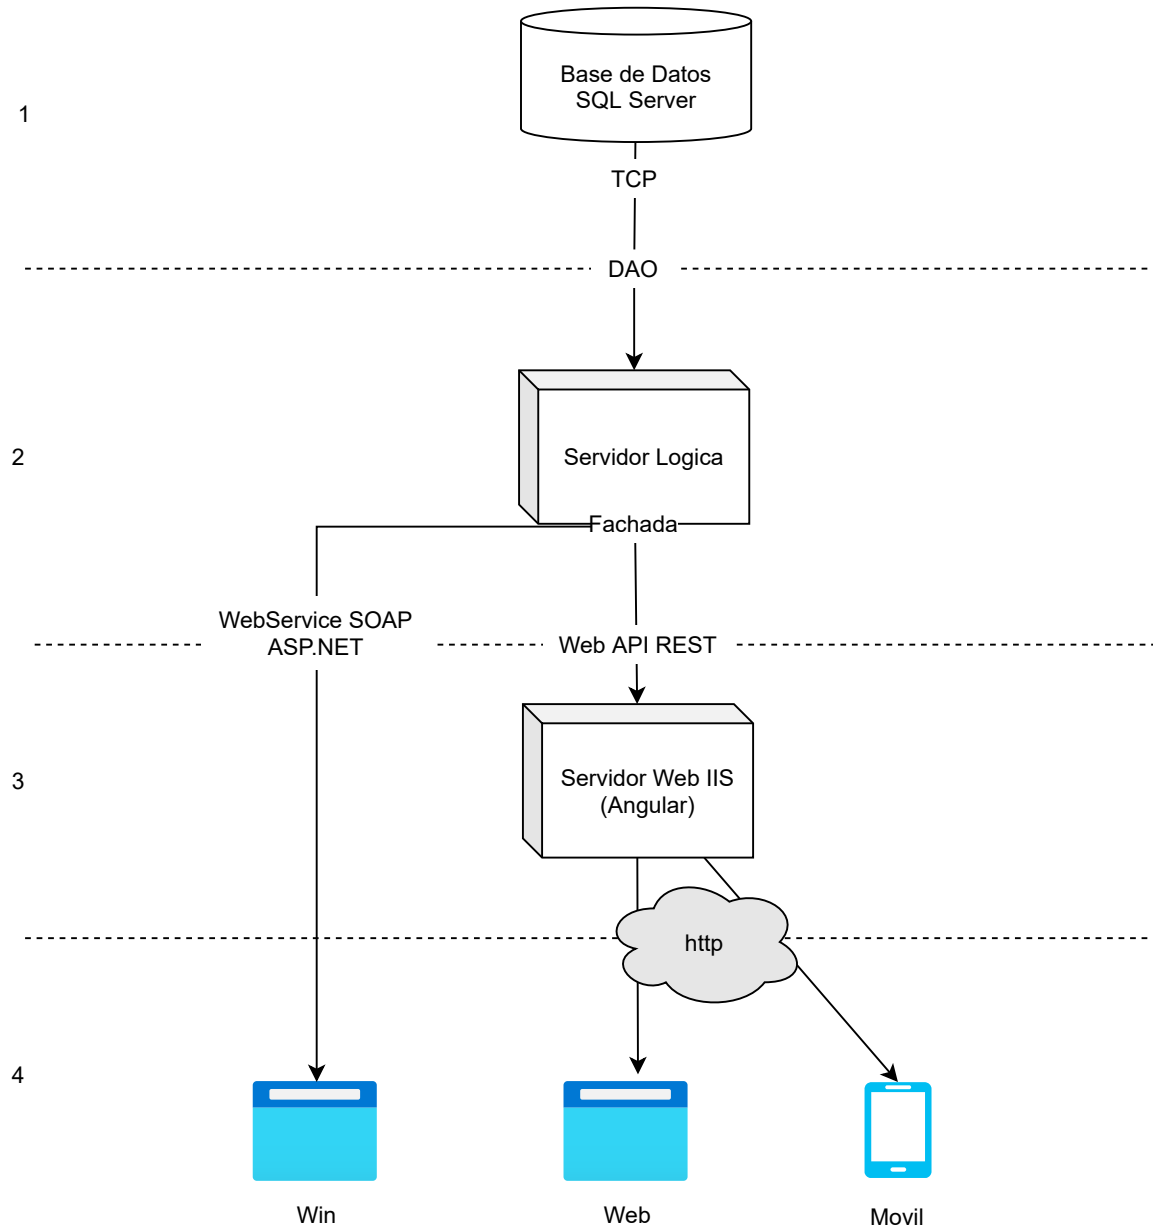 Base de Datos
SQL Server
1
TCP
DAO
2
Servidor Logica
Fachada
WebService SOAP
ASP.NET
Web API REST
3
Servidor Web IIS
(Angular)
http
4
Win
Web
Movil